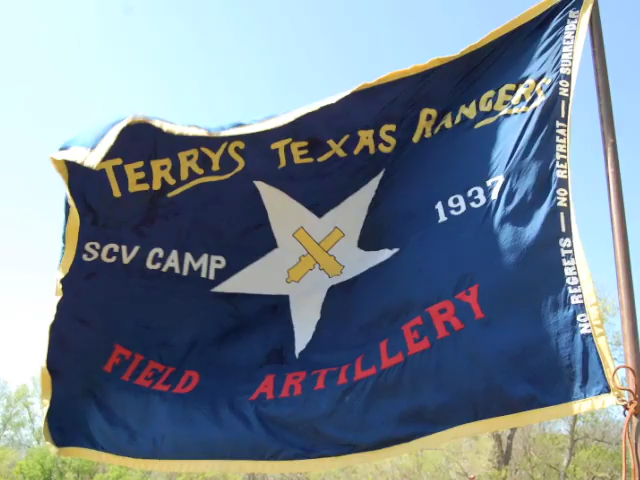 TERRYS TEXAS RANGERS
SCV CAMP 1937
FIELD ARTILLERY
NO REGRETS — NO RETREAT — NO SURRENDER